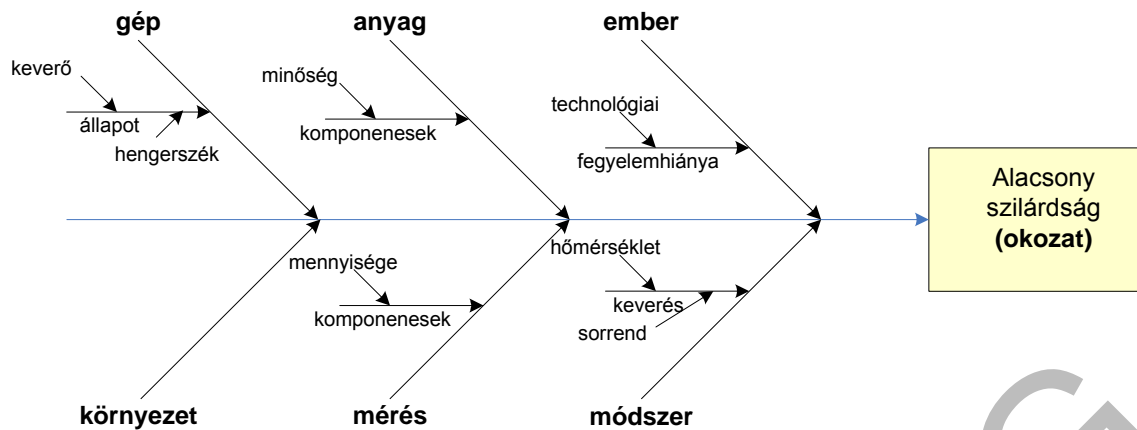 gép
anyag
ember
keverő
minőség
technológiai
állapot
komponenesek
hengerszék
fegyelemhiánya
Alacsony
szilárdság
(okozat)
mennyisége
hőmérséklet
komponenesek
keverés
sorrend
környezet
mérés
módszer